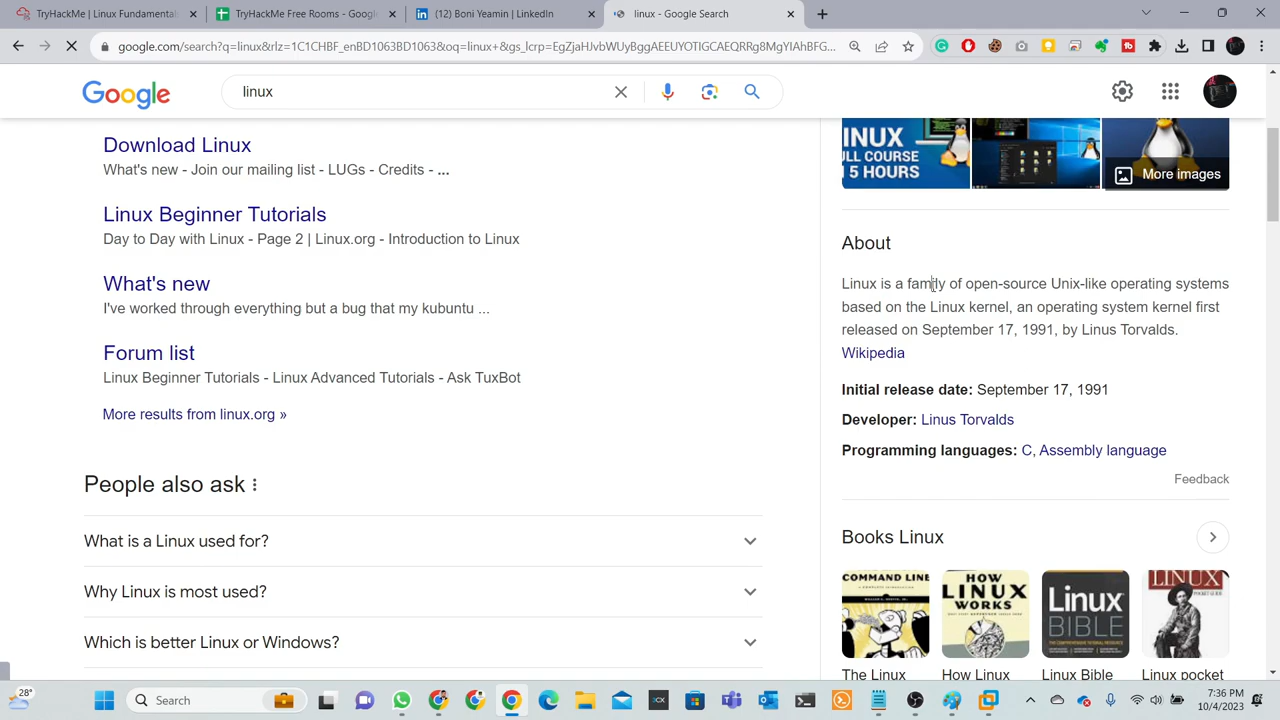 TryHackMe | Cyber Security Train
TryHackMe Free Rooms - Google
(12) Boni Yeamin | LinkedIn
linux - Google Search
google.com/search?q=linux&rlz=1C1CHBF_enBD1063BD1063&oq=linux+&gs_lcrp=EgZjaHJvbWUyBggAEEUYOTIGCAEQRRg8MgYIAhBFG...
Google
linux
Download Linux
What's new - Join our mailing list - LUGs - Credits - ...
Linux Beginner Tutorials
Day to Day with Linux - Page 2 | Linux.org - Introduction to Linux
What's new
I've worked through everything but a bug that my kubuntu ...
Forum list
Linux Beginner Tutorials - Linux Advanced Tutorials - Ask TuxBot
More results from linux.org »
People also ask
What is a Linux used for?
Why Linux is most used?
Which is better Linux or Windows?
LINUX
FULL COURSE
5 HOURS
More images
About
Linux is a family of open-source Unix-like operating systems
based on the Linux kernel, an operating system kernel first
released on September 17, 1991, by Linus Torvalds.
Wikipedia
Initial release date: September 17, 1991
Developer: Linus Torvalds
Programming languages: C, Assembly language
Feedback
Books Linux
COMMAND LINE
HOW
LINUX
WORKS
Linux
BIBLE
LINUX
POCKET GUIDE
The Linux
How Linux
Linux Bible
Linux pocket
28°
Search
7:36 PM
10/4/2023